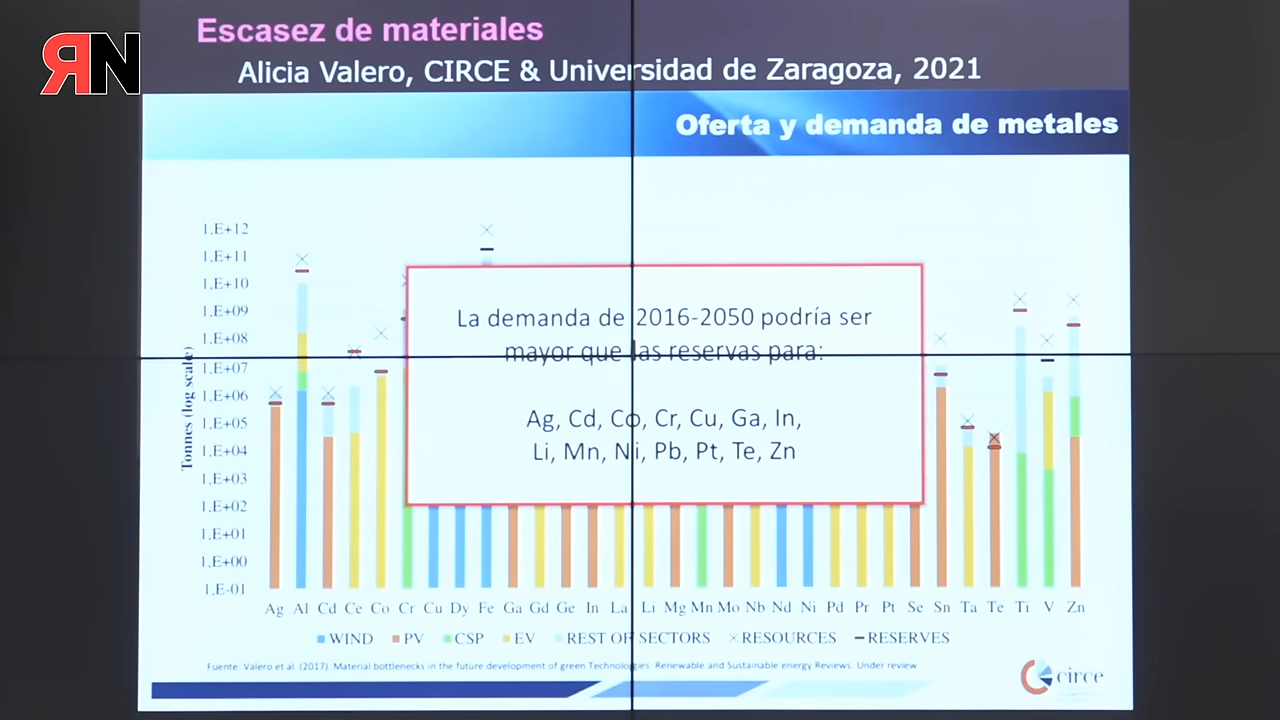 ЯN
Escasez de materiales
Alicia Valero, CIRCE & Universidad de Zaragoza, 2021
Oferta y demanda de metales
1,E+12
1,E+11
1,E+10
1,E+09
1,E+08
1,E+07
1,E+06
1,E+05
1,E+04
1,E+03
1,E+02
1,E+01
1,E+00
1,E-01
Tonnes (log scale)
La demanda de 2016-2050 podría ser
mayor que las reservas para:
Ag, Cd, Co, Cr, Cu, Ga, In,
Li, Mn, Ni, Pb, Pt, Te, Zn
Ag Al Cd Ce Co Cr Cu Dy Fe Ga Gd Ge In La Li Mg Mn Mo Nb Nd Ni Pd Pr Pt Se Sn Ta Te Ti V Zn
WIND PV CSP EV REST OF SECTORS RESOURCES RESERVES
Fuente: Valero et al. (2017) Material bottlenecks in the future development of green Technologies. Renewable and Sustainable energy Reviews. Under review
circe